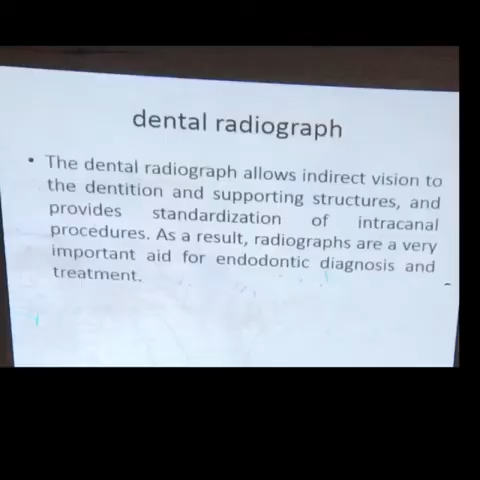 dental radiograph
• The dental radiograph allows indirect vision to
the dentition and supporting structures, and
provides standardization of intracanal
procedures. As a result, radiographs are a very
important aid for endodontic diagnosis and
treatment.